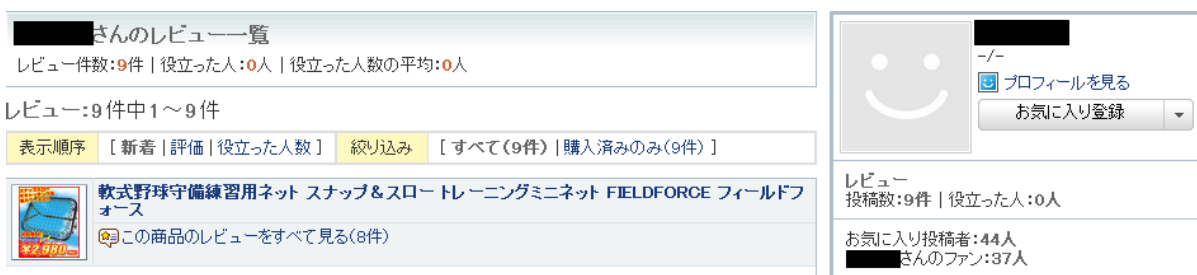 さんのレビュー一覧
レビュー件数:9件 | 役立った人:0人 | 役立った人数の平均:0人
レビュー:9件中1～9件
表示順序 [ 新着 | 評価 | 役立った人数 ] 絞り込み [ すべて(9件) | 購入済みのみ(9件) ]
軟式野球守備練習用ネット スナップ＆スロー トレーニングミニネット FIELDFORCE フィールドフ
ォース
この商品のレビューをすべて見る(8件)
¥2,980
-/-
プロフィールを見る
お気に入り登録
レビュー
投稿数:9件 | 役立った人:0人
お気に入り投稿者:44人
さんのファン:37人